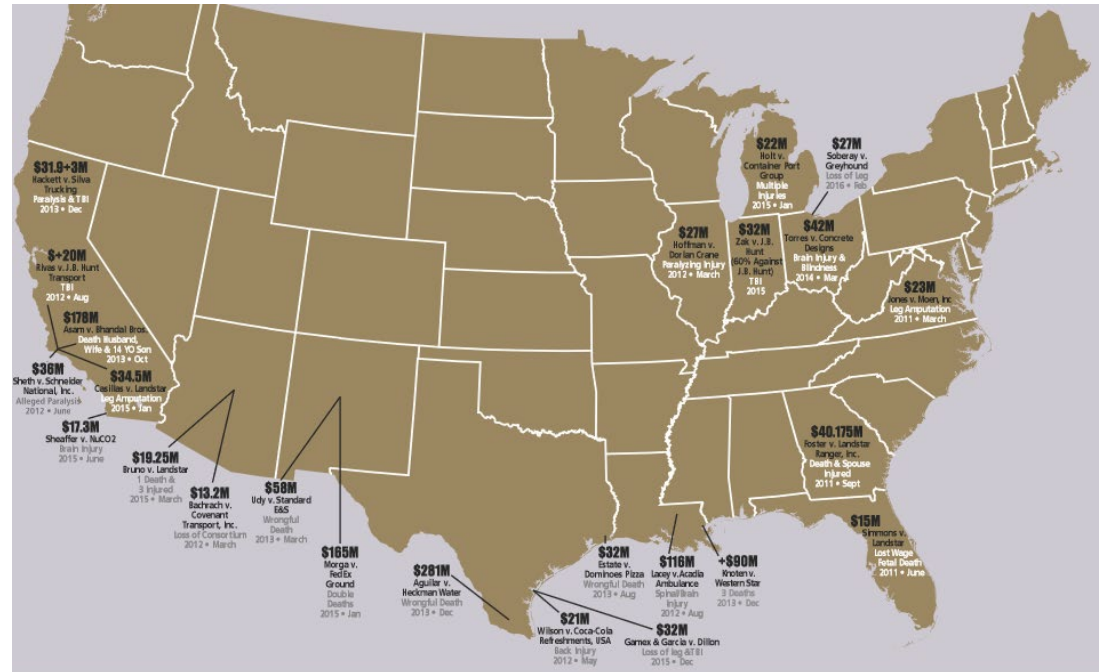 $31.9+3M
Hackett v. Silva
Trucking
Paralysis & TBI
2013 • Dec
$+20M
Rivas v. J.B. Hunt
Transport
TBI
2012 • Aug
$178M
Asam v. Bhandal Bros.
Death Husband,
Wife & 14 YO Son
2013 • Oct
$36M
Sheth v. Schneider
National, Inc.
Alleged Paralysis
2012 • June
$34.5M
Casillas v. Landstar
Leg Amputation
2015 • Jan
$17.3M
Sheaffer v. NuCO2
Brain Injury
2015 • June
$19.25M
Bruno v. Landstar
1 Death &
3 Injured
2015 • March
$13.2M
Bachrach v.
Covenant
Transport, Inc.
Loss of Consortium
2012 • March
$58M
Udy v. Standard
E&S
Wrongful
Death
2013 • March
$165M
Morga v.
FedEx
Ground
Double
Deaths
2015 • Jan
$281M
Aguilar v.
Heckman Water
Wrongful Death
2013 • Dec
$21M
Wilson v. Coca-Cola
Refreshments, USA
Back Injury
2012 • May
$32M
Gamex & Garcia v. Dillon
Loss of leg &TBI
2015 • Dec
$32M
Estate v.
Dominoes Pizza
Wrongful Death
2013 • Aug
$116M
Lacey v. Acadia
Ambulance
Spinal/Brain
Injury
2012 • Aug
+$90M
Knoten v.
Western Star
3 Deaths
2013 • Dec
$27M
Hoffman v.
Dorian Crane
Paralyzing Injury
2012 • March
$22M
Holt v.
Container Port
Group
Multiple
Injuries
2015 • Jan
$32M
Zak v. J.B.
Hunt
(60% Against
J.B. Hunt)
TBI
2015
$27M
Soberay v.
Greyhound
Loss of Leg
2016 • Feb
$42M
Torres v. Concrete
Designs
Brain Injury &
Blindness
2014 • Mar
$23M
Jones v. Moen, Inc
Leg Amputation
2011 • March
$40.175M
Foster v. Landstar
Ranger, Inc.
Death & Spouse
Injured
2011 • Sept
$15M
Simmons v.
Landstar
Lost Wage
Fetal Death
2011 • June